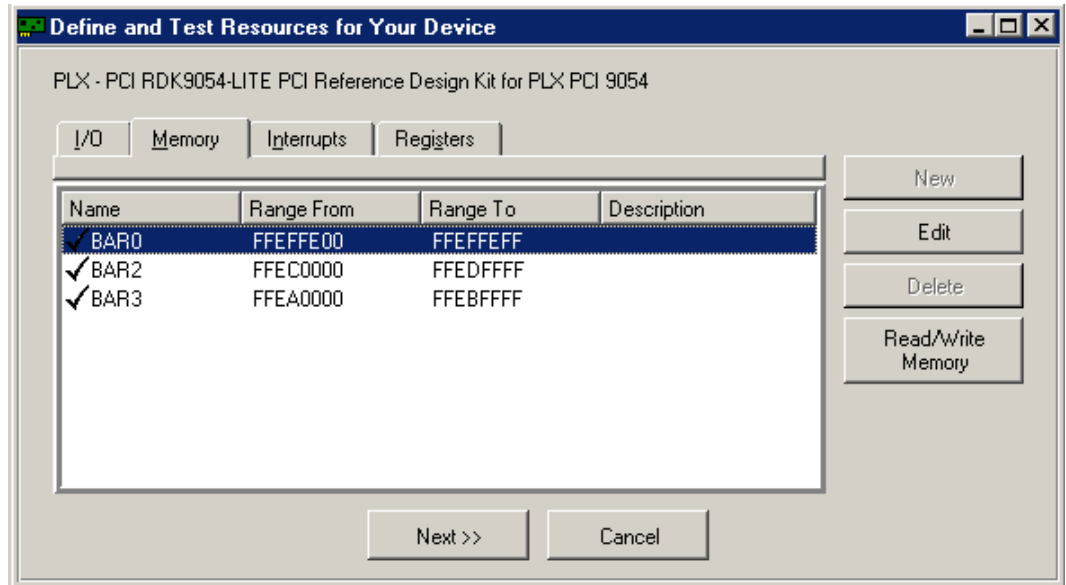 Define and Test Resources for Your Device
PLX - PCI RDK9054-LITE PCI Reference Design Kit for PLX PCI 9054
I/O Memory Interrupts Registers
Name Range From Range To Description
BAR0 FFEFFE00 FFEFFEFF
BAR2 FFEC0000 FFEDFFFF
BAR3 FFEA0000 FFEBFFFF
New
Edit
Delete
Read/Write
Memory
Next >> Cancel